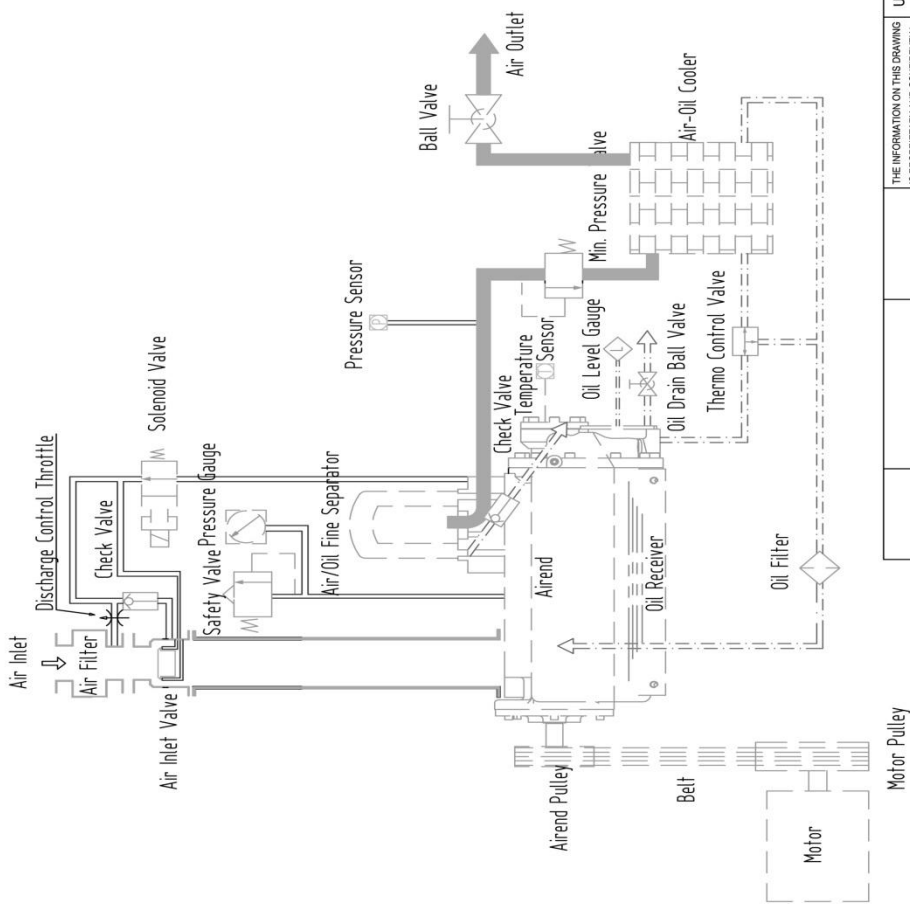 Air Inlet
Discharge Control Throttle
Air Filter
Check Valve
Solenoid Valve
Air Inlet Valve
Safety Valve
Pressure Gauge
Air/Oil Fine Separator
Pressure Sensor
Ball Valve
Air Outlet
Min. Pressure Valve
Air-Oil Cooler
Check Valve
Temperature
Sensor
Oil Level Gauge
Oil Drain Ball Valve
Thermo Control Valve
Airend
Oil Receiver
Oil Filter
Airend Pulley
Belt
Motor
Motor Pulley
P
L
THE INFORMATION ON THIS DRAWING
U